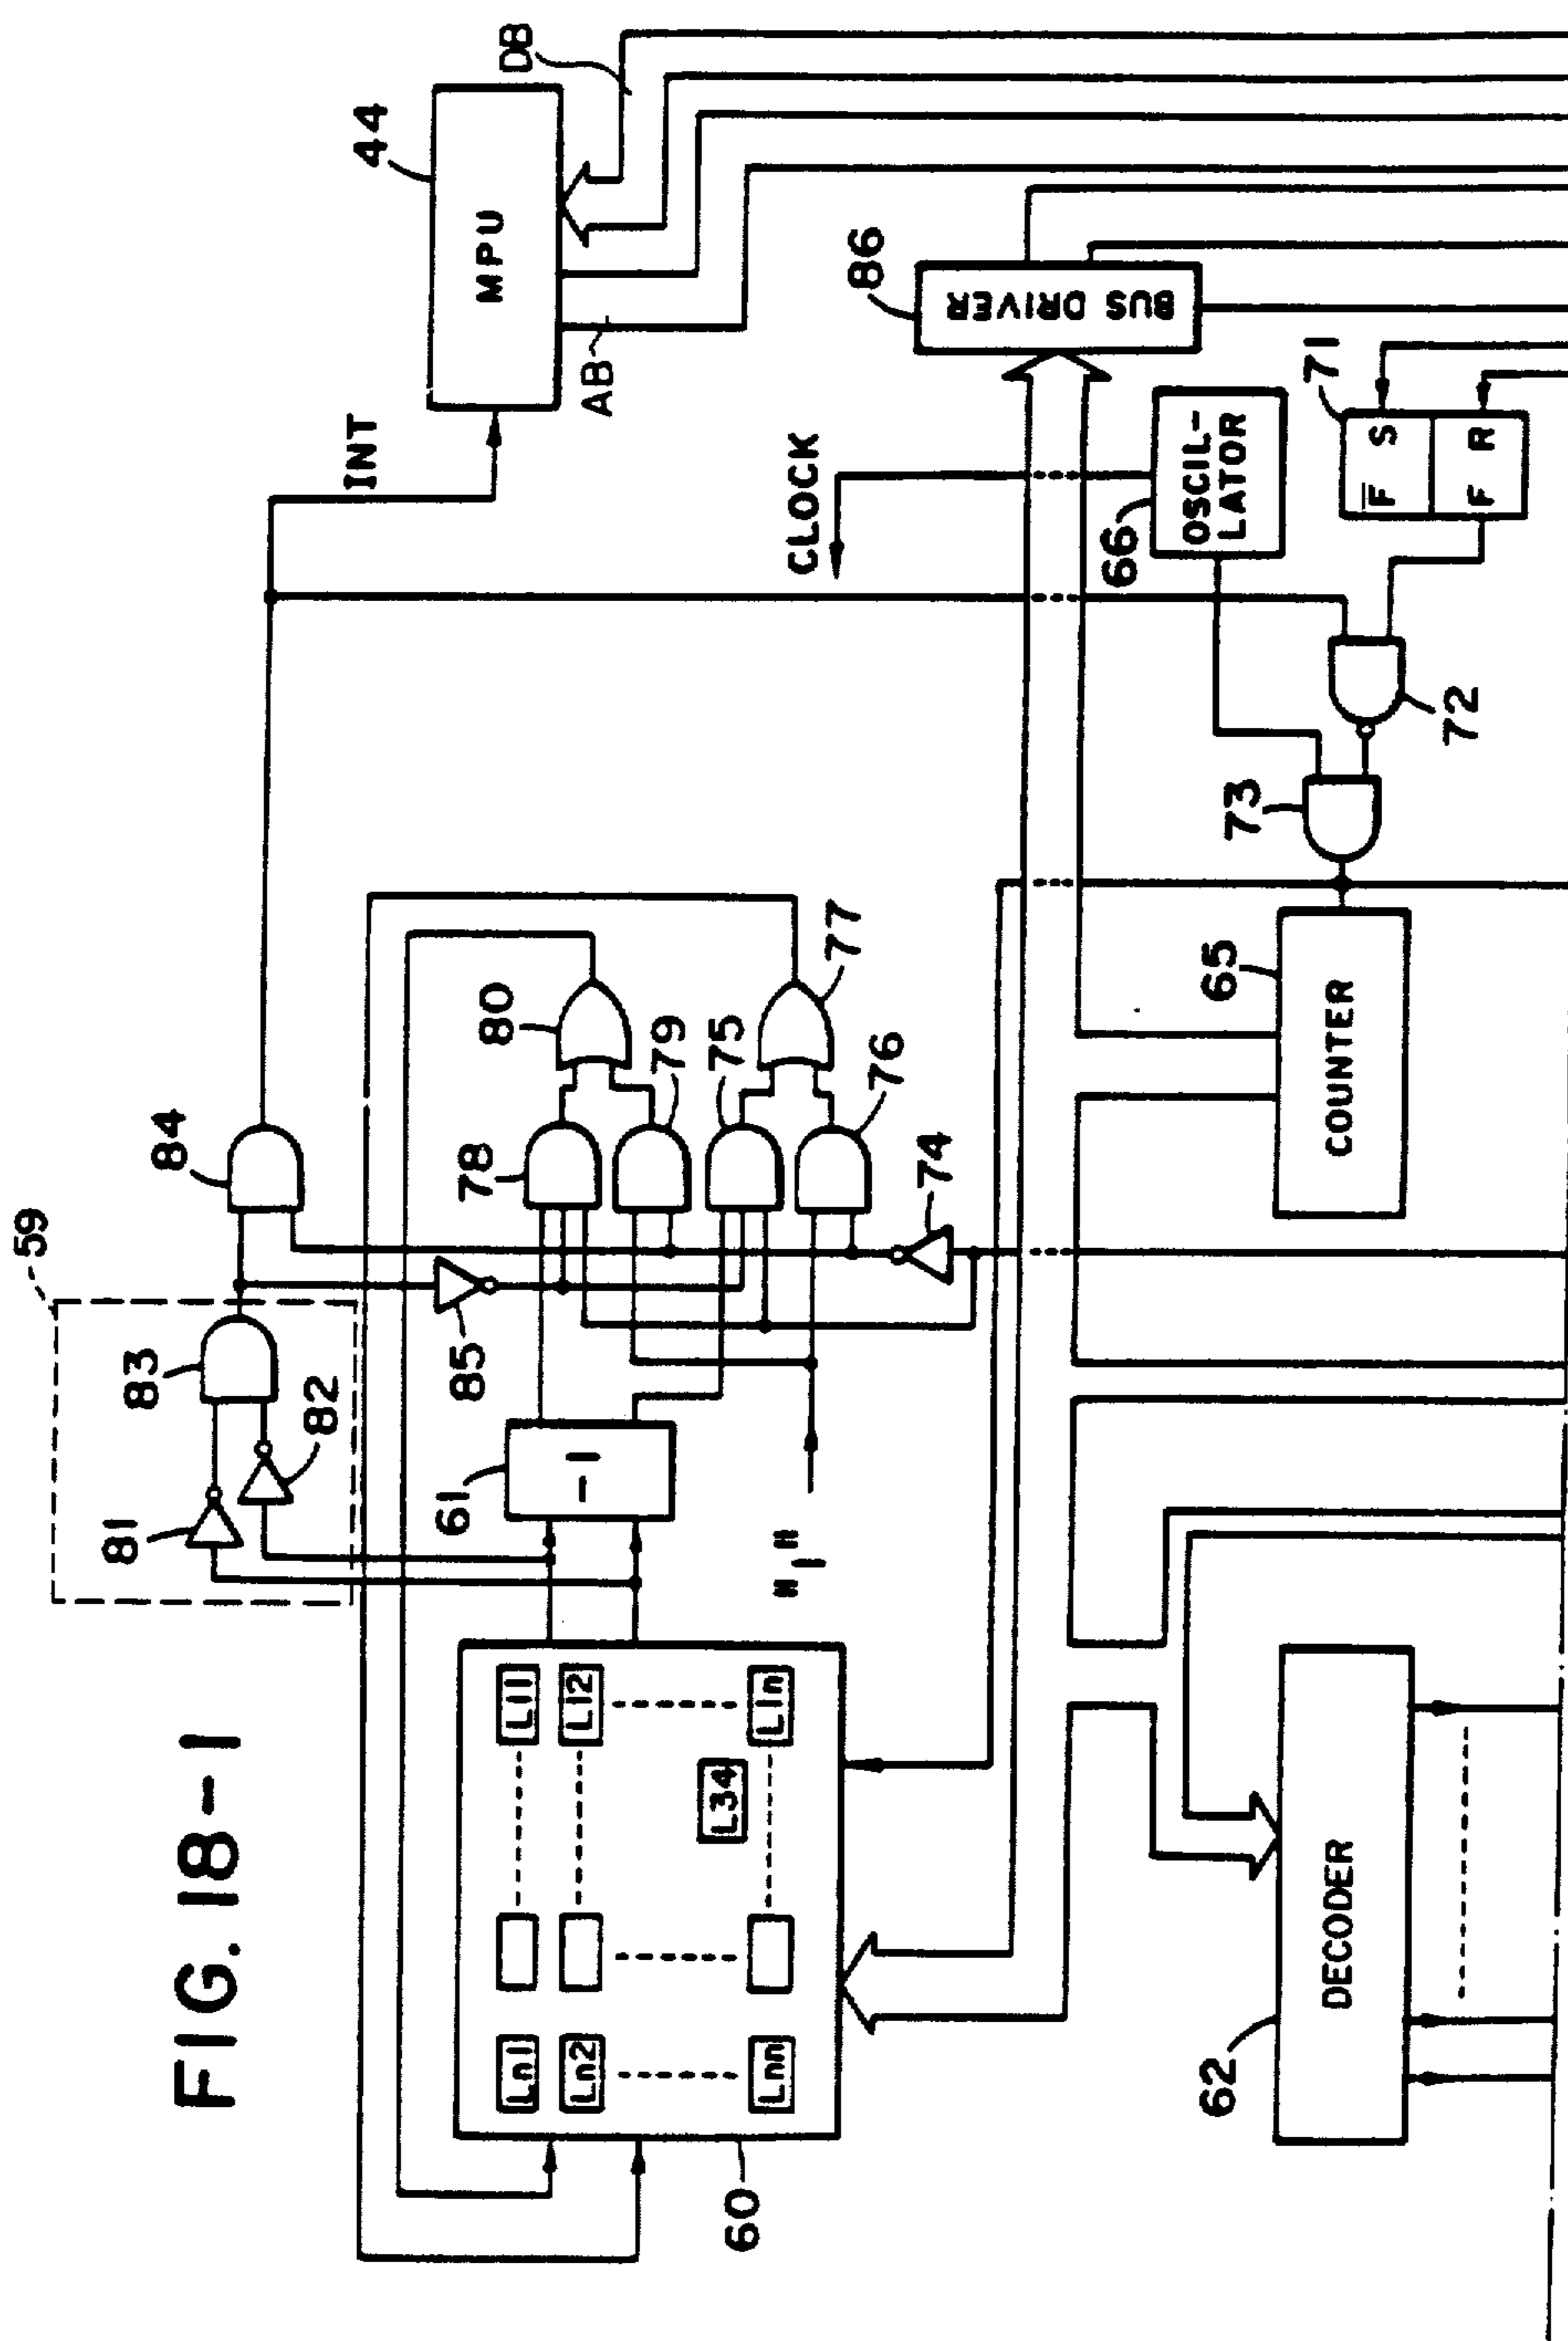 FIG. 18-1
59
81
82
83
84
INT
44
MPU
DB
AB
60
Ln1
Ln2
Lnn
L11
L12
L1n
L34
61
-1
"1"
85
78
79
75
76
80
77
74
CLOCK
86
BUS DRIVER
66
OSCIL-
LATOR
71
F̅ S
F R
72
73
65
COUNTER
62
DECODER